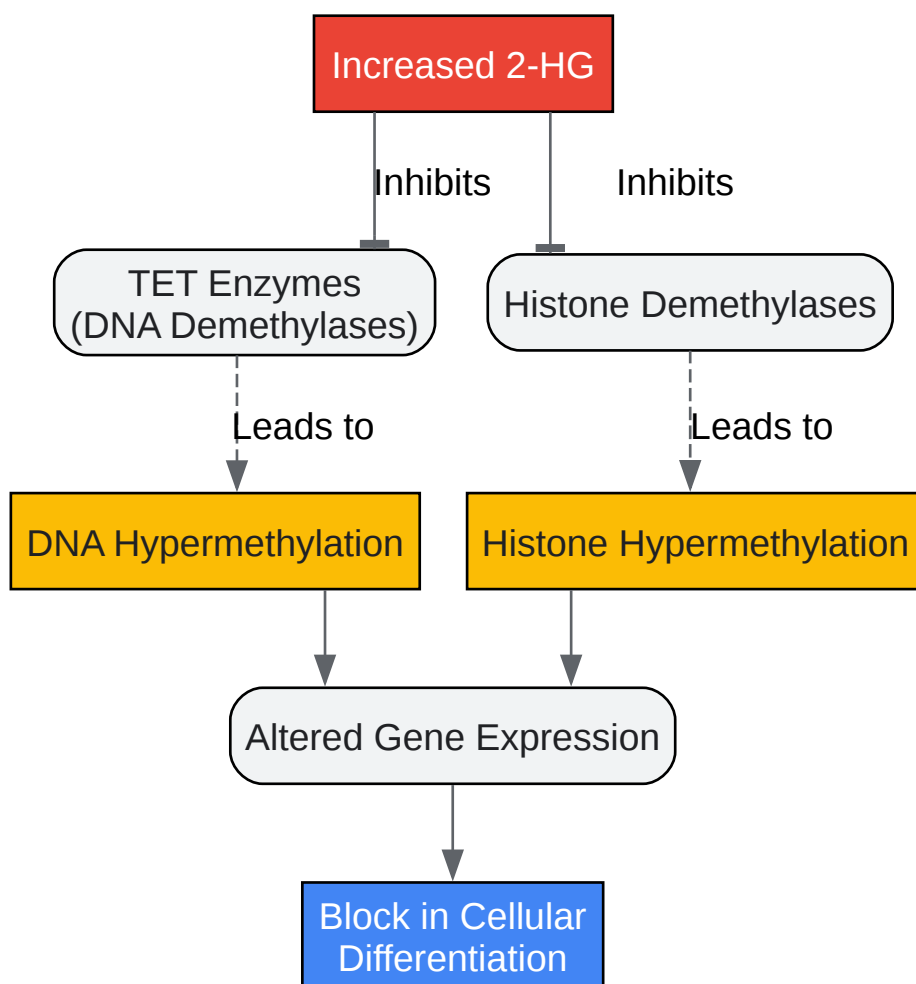 Increased 2-HG
Inhibits
Inhibits
TET Enzymes
(DNA Demethylases)
Histone Demethylases
Leads to
Leads to
DNA Hypermethylation
Histone Hypermethylation
Altered Gene Expression
Block in Cellular
Differentiation